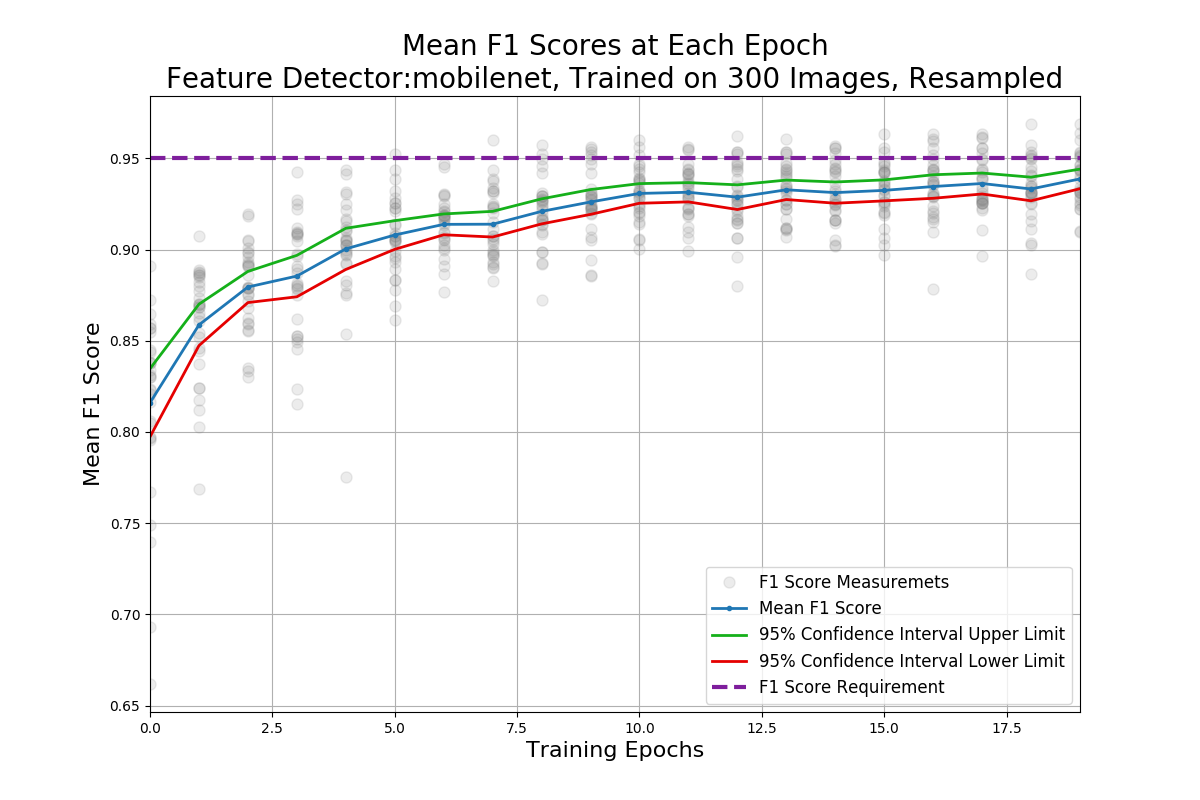 Mean F1 Scores at Each Epoch
Feature Detector:mobilenet, Trained on 300 Images, Resampled
Mean F1 Score
0.95
0.90
0.85
0.80
0.75
0.70
0.65
F1 Score Measuremets
Mean F1 Score
95% Confidence Interval Upper Limit
95% Confidence Interval Lower Limit
F1 Score Requirement
0.0 2.5 5.0 7.5 10.0 12.5 15.0 17.5
Training Epochs